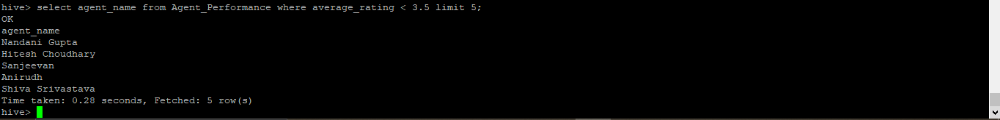 hive> select agent_name from Agent_Performance where average_rating < 3.5 limit 5;
OK
agent_name
Nandani Gupta
Hitesh Choudhary
Sanjeevan
Anirudh
Shiva Srivastava
Time taken: 0.28 seconds, Fetched: 5 row(s)
hive>